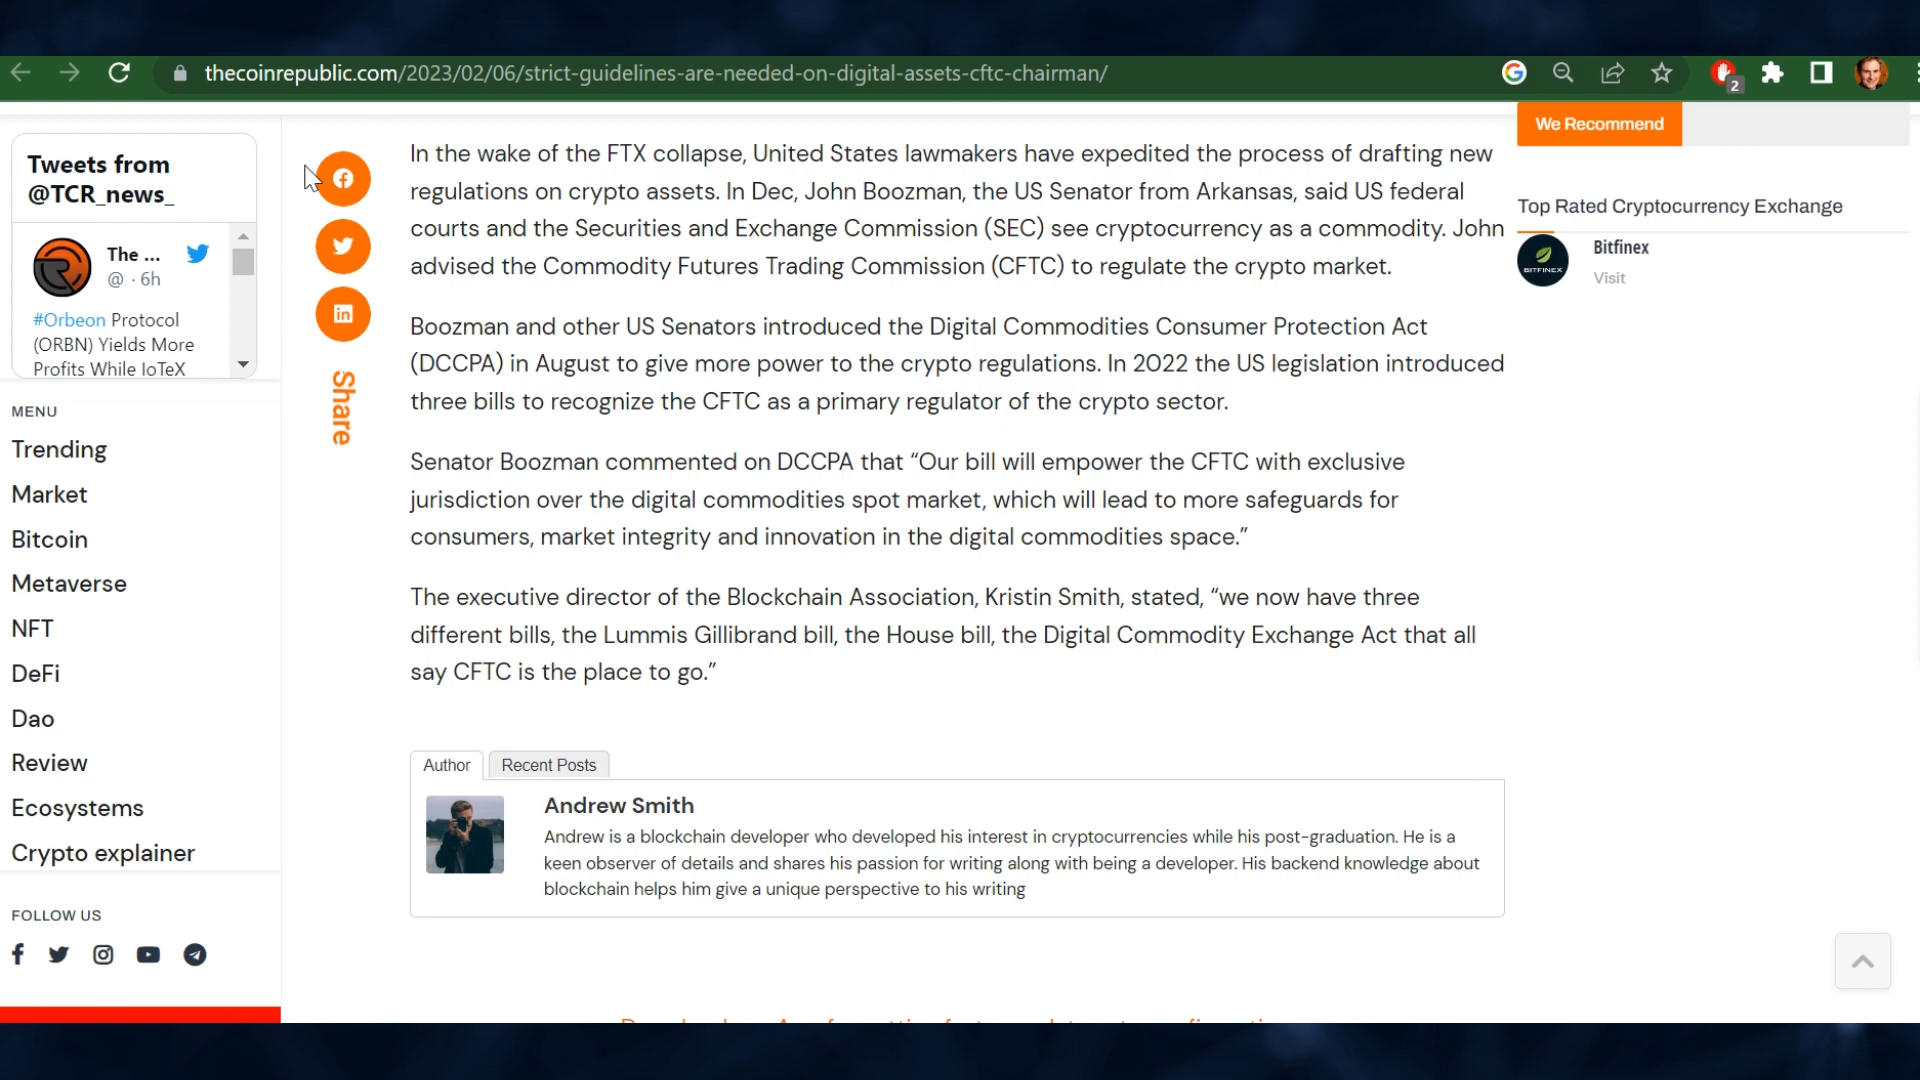 thecoinrepublic.com/2023/02/06/strict-guidelines-are-needed-on-digital-assets-cftc-chairman/
2
Tweets from
@TCR_news_
The ...
@ · 6h
#Orbeon Protocol
(ORBN) Yields More
Profits While IoTeX
MENU
Trending
Market
Bitcoin
Metaverse
NFT
DeFi
Dao
Review
Ecosystems
Crypto explainer
FOLLOW US
Share
In the wake of the FTX collapse, United States lawmakers have expedited the process of drafting new
regulations on crypto assets. In Dec, John Boozman, the US Senator from Arkansas, said US federal
courts and the Securities and Exchange Commission (SEC) see cryptocurrency as a commodity. John
advised the Commodity Futures Trading Commission (CFTC) to regulate the crypto market.
Boozman and other US Senators introduced the Digital Commodities Consumer Protection Act
(DCCPA) in August to give more power to the crypto regulations. In 2022 the US legislation introduced
three bills to recognize the CFTC as a primary regulator of the crypto sector.
Senator Boozman commented on DCCPA that “Our bill will empower the CFTC with exclusive
jurisdiction over the digital commodities spot market, which will lead to more safeguards for
consumers, market integrity and innovation in the digital commodities space.”
The executive director of the Blockchain Association, Kristin Smith, stated, “we now have three
different bills, the Lummis Gillibrand bill, the House bill, the Digital Commodity Exchange Act that all
say CFTC is the place to go.”
Author
Recent Posts
Andrew Smith
Andrew is a blockchain developer who developed his interest in cryptocurrencies while his post-graduation. He is a
keen observer of details and shares his passion for writing along with being a developer. His backend knowledge about
blockchain helps him give a unique perspective to his writing
We Recommend
Top Rated Cryptocurrency Exchange
BITFINEX
Bitfinex
Visit